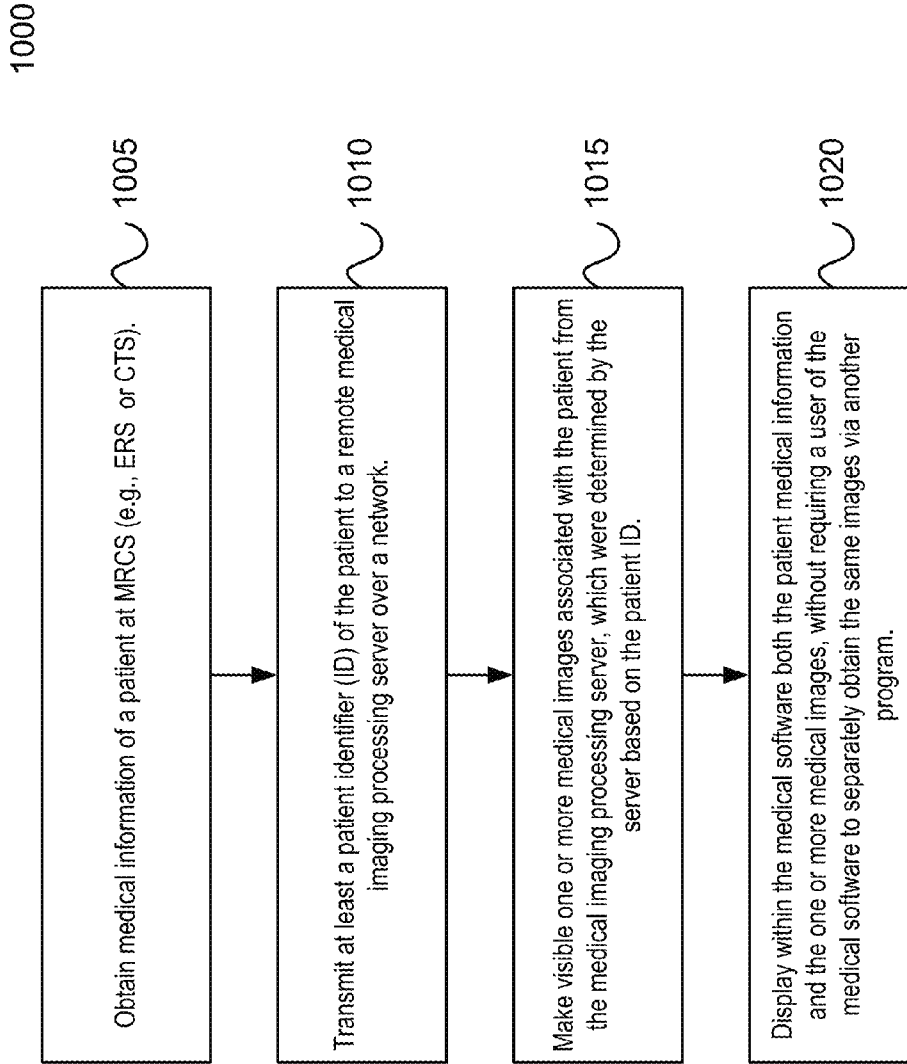 1000
Obtain medical information of a patient at MRCS (e.g., ERS or CTS).
1005
Transmit at least a patient identifier (ID) of the patient to a remote medical
imaging processing server over a network.
1010
Make visible one or more medical images associated with the patient from
the medical imaging processing server, which were determined by the
server based on the patient ID.
1015
Display within the medical software both the patient medical information
and the one or more medical images, without requiring a user of the
medical software to separately obtain the same images via another
program.
1020